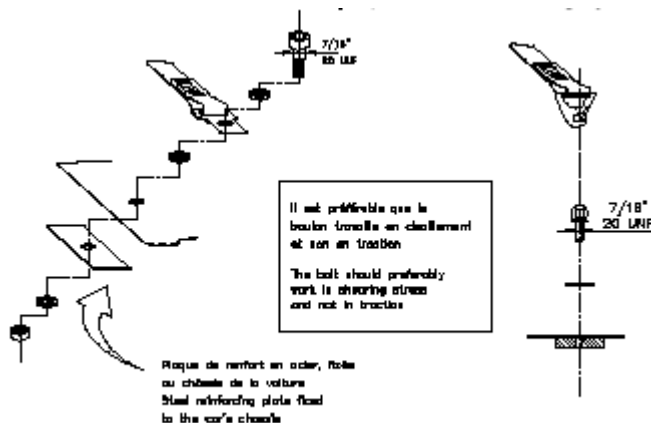 7/16"
20 UNF
7/16"
20 UNF
Il est préférable que le
boulon travaille en cisaillement
et non en traction
The bolt should preferably
work in shearing stress
and not in traction
Plaque de renfort en acier, fixée
au châssis de la voiture
Steel reinforcing plate fixed
to the car's chassis